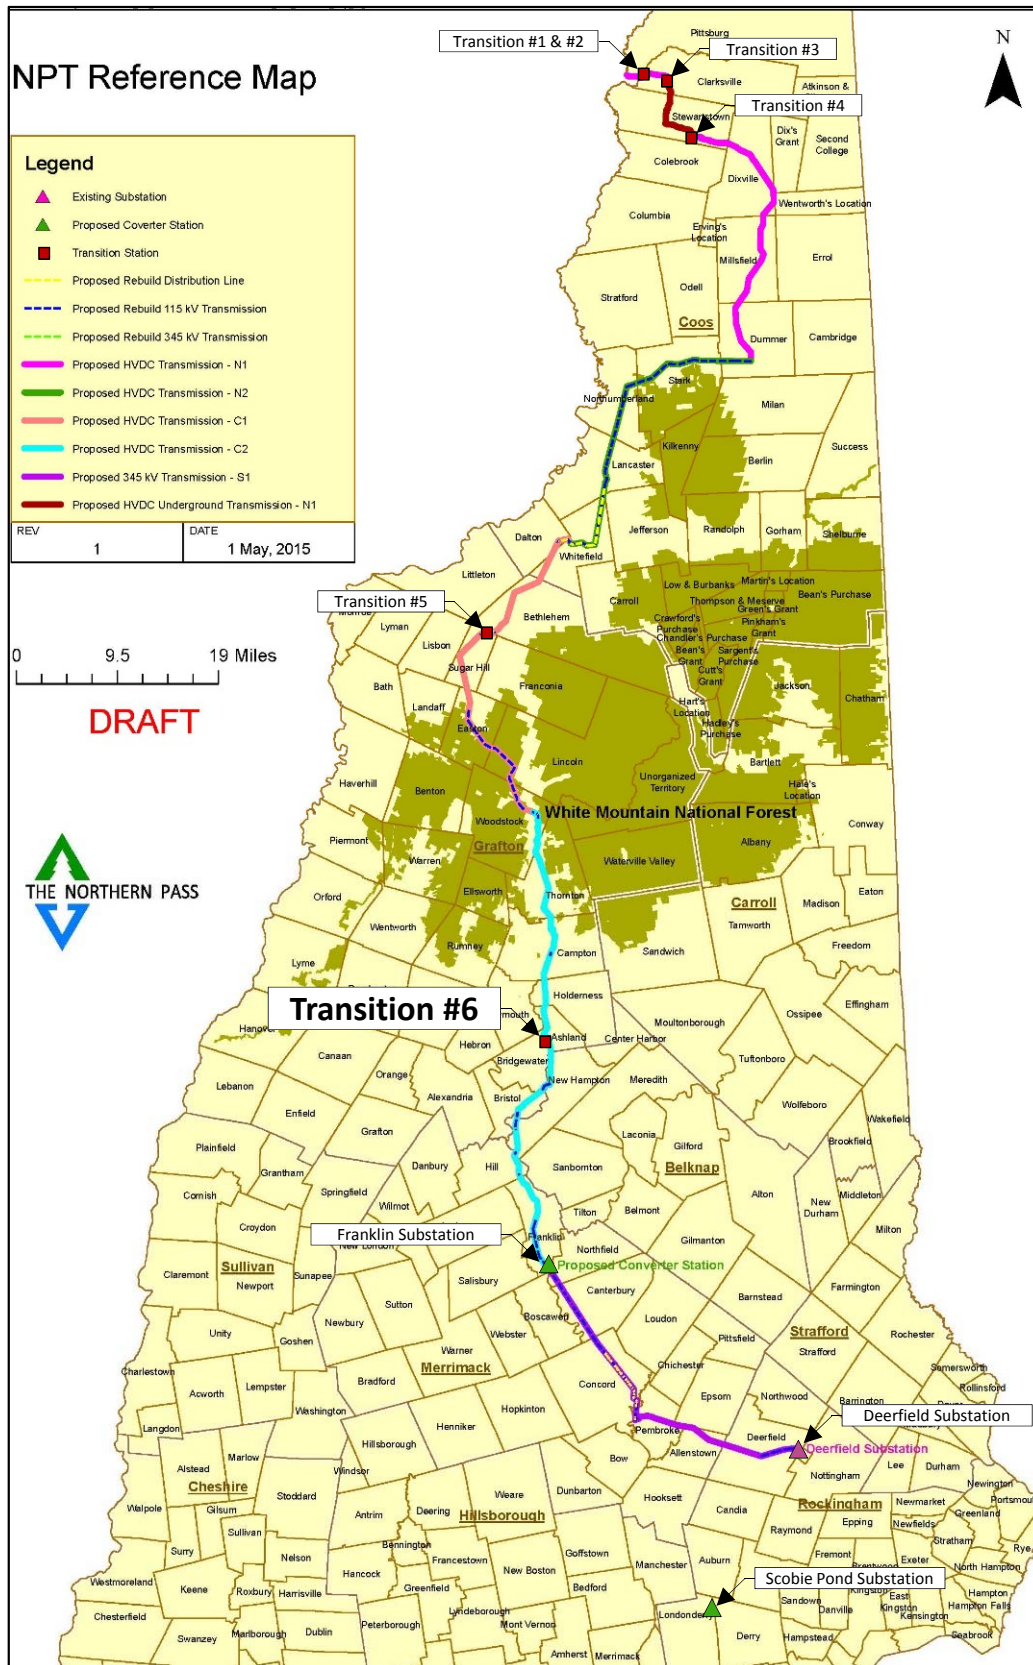 NPT Reference Map
Legend
Existing Substation
Proposed Coverter Station
Transition Station
Proposed Rebuild Distribution Line
Proposed Rebuild 115 kV Transmission
Proposed Rebuild 345 kV Transmission
Proposed HVDC Transmission - N1
Proposed HVDC Transmission - N2
Proposed HVDC Transmission - C1
Proposed HVDC Transmission - C2
Proposed 345 kV Transmission - S1
Proposed HVDC Underground Transmission - N1
REV
1
DATE
1 May, 2015
0 9.5 19 Miles
DRAFT
THE NORTHERN PASS
N
Pittsburg
Transition #1 & #2
Transition #3
Clarksville
Atkinson &
Transition #4
Stewartstown
Dix's
Grant
Second
College
Colebrook
Dixville
Wentworth's Location
Columbia
Erving's
Location
Millsfield
Errol
Odell
Stratford
Coos
Dummer
Cambridge
Stark
Northumberland
Milan
Kilkenny
Success
Lancaster
Berlin
Jefferson
Randolph
Gorham
Shelburne
Dalton
Whitefield
Littleton
Low & Burbanks
Martin's Location
Bean's Purchase
Carroll
Thompson & Meserve
Green's Grant
Transition #5
Bethlehem
Crawford's
Purchase
Pinkham's
Grant
Lyman
Lisbon
Chandler's Purchase
Bean's
Grant
Sargent's
Purchase
Sugar Hill
Cutt's
Grant
Bath
Franconia
Jackson
Chatham
Landaff
Hart's
Location
Hadley's
Purchase
Easton
Lincoln
Bartlett
Haverhill
Benton
Unorganized
Territory
Hale's
Location
Woodstock
White Mountain National Forest
Conway
Piermont
Grafton
Albany
Warren
Waterville Valley
Ellsworth
Thornton
Orford
Carroll
Madison
Eaton
Wentworth
Tamworth
Rumney
Campton
Sandwich
Freedom
Lyme
Holderness
Effingham
Transition #6
Ossipee
Moultonborough
Hanover
Ashland
Center Harbor
Hebron
Canaan
Bridgewater
Tuftonboro
Orange
New Hampton
Meredith
Lebanon
Alexandria
Bristol
Wolfeboro
Enfield
Wakefield
Grafton
Laconia
Brookfield
Plainfield
Gilford
Grantham
Danbury
Hill
Sanbornton
Belknap
Springfield
Alton
Middleton
Cornish
Wilmot
New
Durham
Croydon
Tilton
Belmont
Milton
Franklin Substation
Franklin
Northfield
Gilmanton
New London
Sullivan
Proposed Converter Station
Claremont
Newport
Sunapee
Salisbury
Canterbury
Barnstead
Farmington
Sutton
Boscawen
Newbury
Loudon
Unity
Webster
Strafford
Rochester
Goshen
Pittsfield
Warner
Strafford
Merrimack
Chichester
Charlestown
Somersworth
Bradford
Concord
Epsom
Northwood
Acworth
Lempster
Rollinsford
Barrington
Washington
Hopkinton
Deerfield Substation
Langdon
Henniker
Pembroke
Deerfield
Hillsborough
Deerfield Substation
Marlow
Bow
Allenstown
Alstead
Windsor
Nottingham
Lee
Durham
Cheshire
Stoddard
Weare
Dunbarton
Hooksett
Newington
Rockingham
Newmarket
Walpole
Gilsum
Antrim
Deering
Hillsborough
Candia
Greenland
Epping
Newfields
Sullivan
Raymond
Stratham
Bennington
Goffstown
Surry
Nelson
Francestown
Manchester
Auburn
Fremont
Exeter
North Hampton
Hancock
New Boston
Westmoreland
Keene
Roxbury
Harrisville
Greenfield
Bedford
Scobie Pond Substation
Hampton
Sandown
East
Kingston
Hampton Falls
Chesterfield
Lyndeborough
Londonderry
Danville
Kensington
Marlborough
Dublin
Peterborough
Mont Vernon
Swanzey
Derry
Hampstead
Seabrook
Amherst
Merrimack